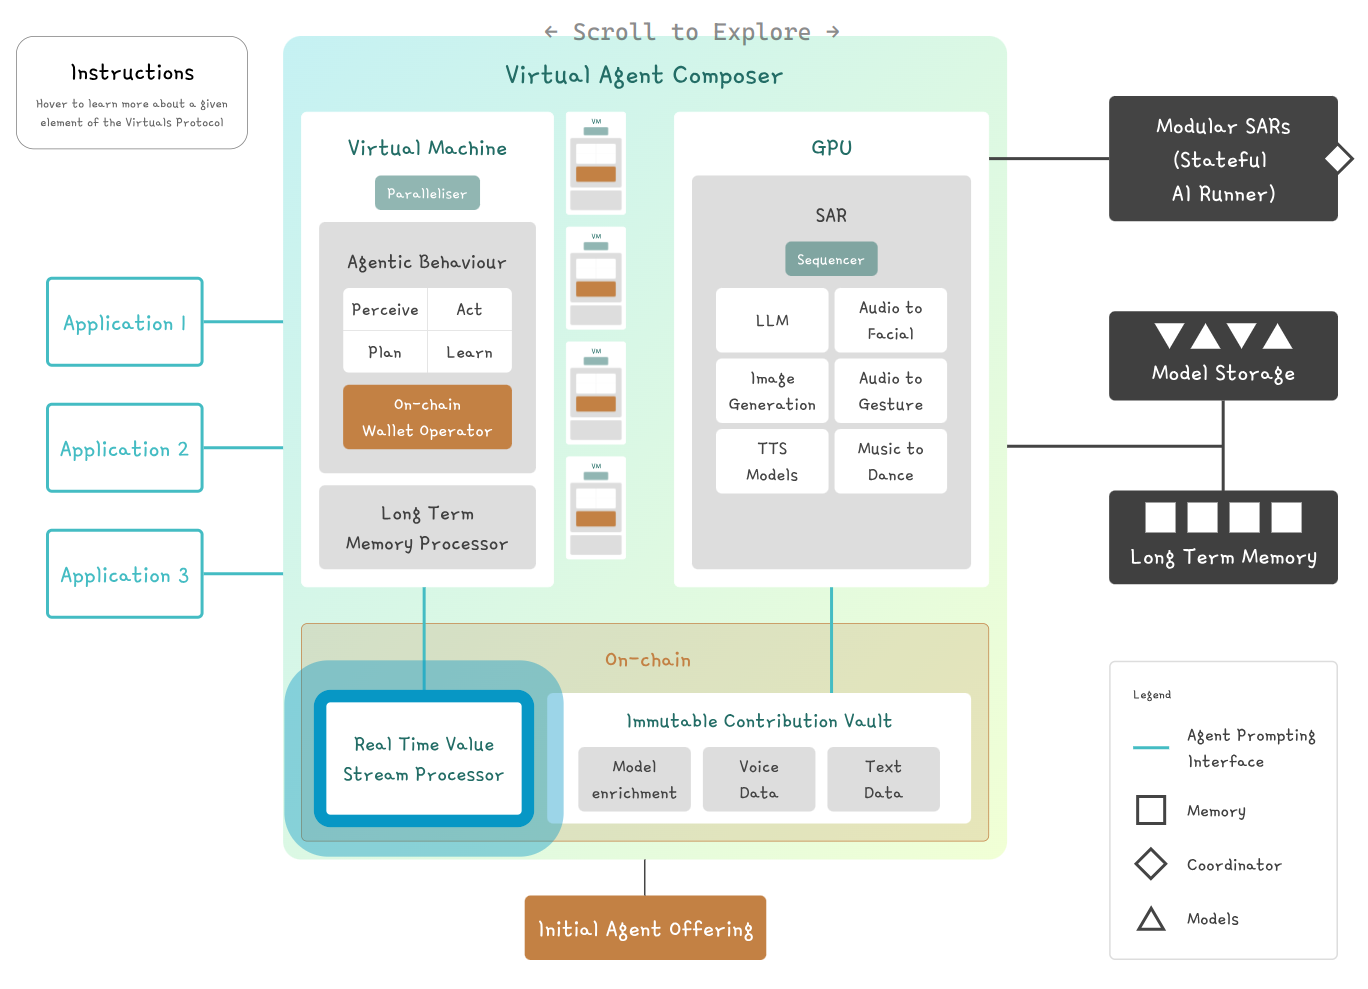 ← Scroll to Explore →
Instructions
Hover to learn more about a given
element of the Virtuals Protocol
Virtual Agent Composer
Virtual Machine
Paralleliser
Agentic Behaviour
Perceive
Act
Plan
Learn
On-chain
Wallet Operator
Long Term
Memory Processor
VM
VM
VM
VM
GPU
SAR
Sequencer
LLM
Audio to
Facial
Image
Generation
Audio to
Gesture
TTS
Models
Music to
Dance
Application 1
Application 2
Application 3
Modular SARs
(Stateful
AI Runner)
Model Storage
Long Term Memory
On-chain
Real Time Value
Stream Processor
Immutable Contribution Vault
Model
enrichment
Voice
Data
Text
Data
Initial Agent Offering
Legend
Agent Prompting
Interface
Memory
Coordinator
Models